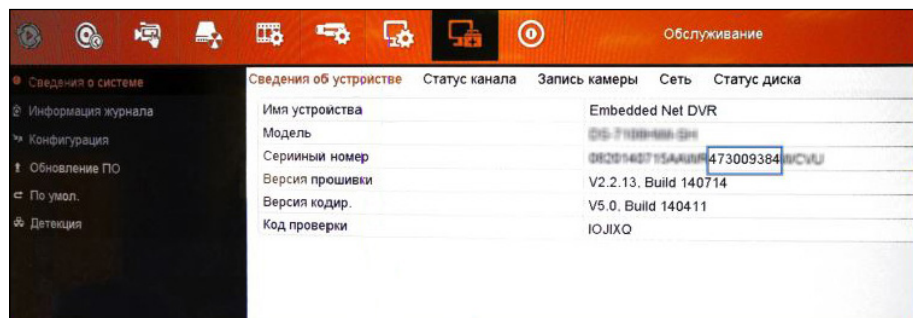 Обслуживание
Сведения о системе
Информация журнала
Конфигурация
Обновление ПО
По умол.
Детекция
Сведения об устройстве Статус канала Запись камеры Сеть Статус диска
Имя устройства Embedded Net DVR
Модель
Серийный номер 473009384
Версия прошивки V2.2.13, Build 140714
Версия кодир. V5.0, Build 140411
Код проверки IOJIXQ